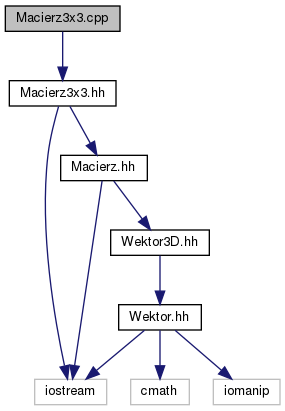 Macierz3x3.cpp
Macierz3x3.hh
Macierz.hh
Wektor3D.hh
Wektor.hh
iostream
cmath
iomanip